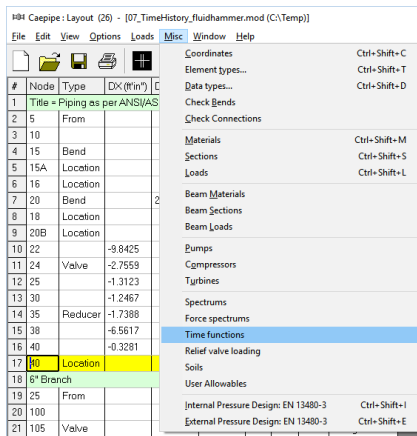 Caepipe : Layout (26) - [07_TimeHistory_fluidhammer.mod (C:\Temp)]
File Edit View Options Loads Misc Window Help
# Node Type DX (ft'in")
1 Title = Piping as per ANSI/AS
2 5 From
3 10
4 15 Bend
5 15A Location
6 16 Location
7 20 Bend 2
8 18 Location
9 20B Location
10 22 -9.8425
11 24 Valve -2.7559
12 25 -1.3123
13 30 -1.2467
14 35 Reducer -1.7388
15 38 -6.5617
16 40 -0.3281
17 40 Location
18 6" Branch
19 25 From
20 100
21 105 Valve
Coordinates Ctrl+Shift+C
Element types... Ctrl+Shift+T
Data types... Ctrl+Shift+D
Check Bends
Check Connections
Materials Ctrl+Shift+M
Sections Ctrl+Shift+S
Loads Ctrl+Shift+L
Beam Materials
Beam Sections
Beam Loads
Pumps
Compressors
Turbines
Spectrums
Force spectrums
Time functions
Relief valve loading
Soils
User Allowables
Internal Pressure Design: EN 13480-3 Ctrl+Shift+I
External Pressure Design: EN 13480-3 Ctrl+Shift+E